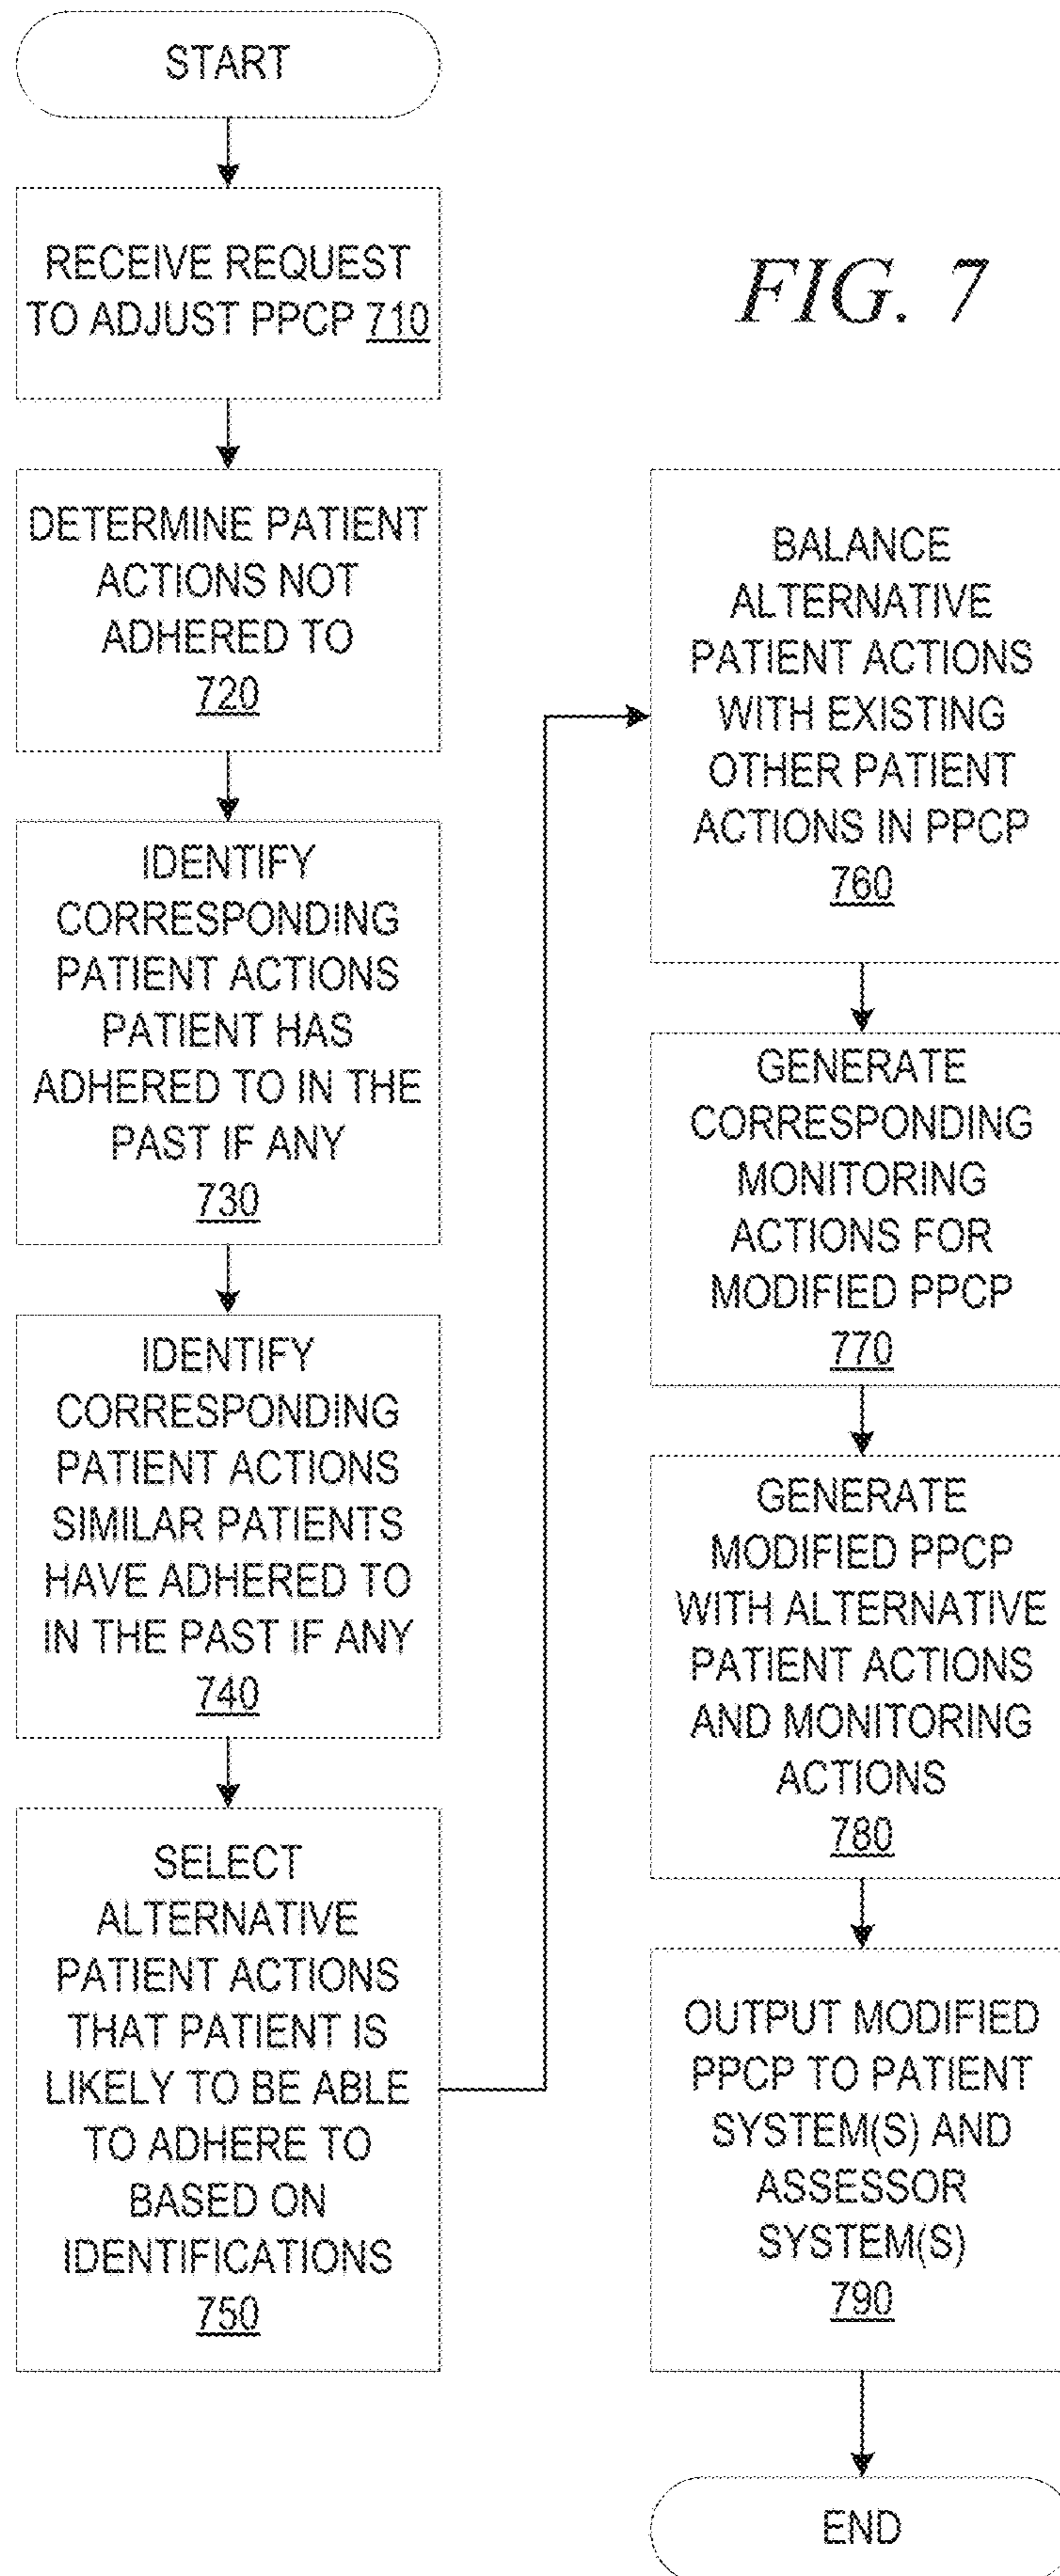 START
RECEIVE REQUEST
TO ADJUST PPCP 710
DETERMINE PATIENT
ACTIONS NOT
ADHERED TO
720
IDENTIFY
CORRESPONDING
PATIENT ACTIONS
PATIENT HAS
ADHERED TO IN THE
PAST IF ANY
730
IDENTIFY
CORRESPONDING
PATIENT ACTIONS
SIMILAR PATIENTS
HAVE ADHERED TO
IN THE PAST IF ANY
740
SELECT
ALTERNATIVE
PATIENT ACTIONS
THAT PATIENT IS
LIKELY TO BE ABLE
TO ADHERE TO
BASED ON
IDENTIFICATIONS
750
FIG. 7
BALANCE
ALTERNATIVE
PATIENT ACTIONS
WITH EXISTING
OTHER PATIENT
ACTIONS IN PPCP
760
GENERATE
CORRESPONDING
MONITORING
ACTIONS FOR
MODIFIED PPCP
770
GENERATE
MODIFIED PPCP
WITH ALTERNATIVE
PATIENT ACTIONS
AND MONITORING
ACTIONS
780
OUTPUT MODIFIED
PPCP TO PATIENT
SYSTEM(S) AND
ASSESSOR
SYSTEM(S)
790
END